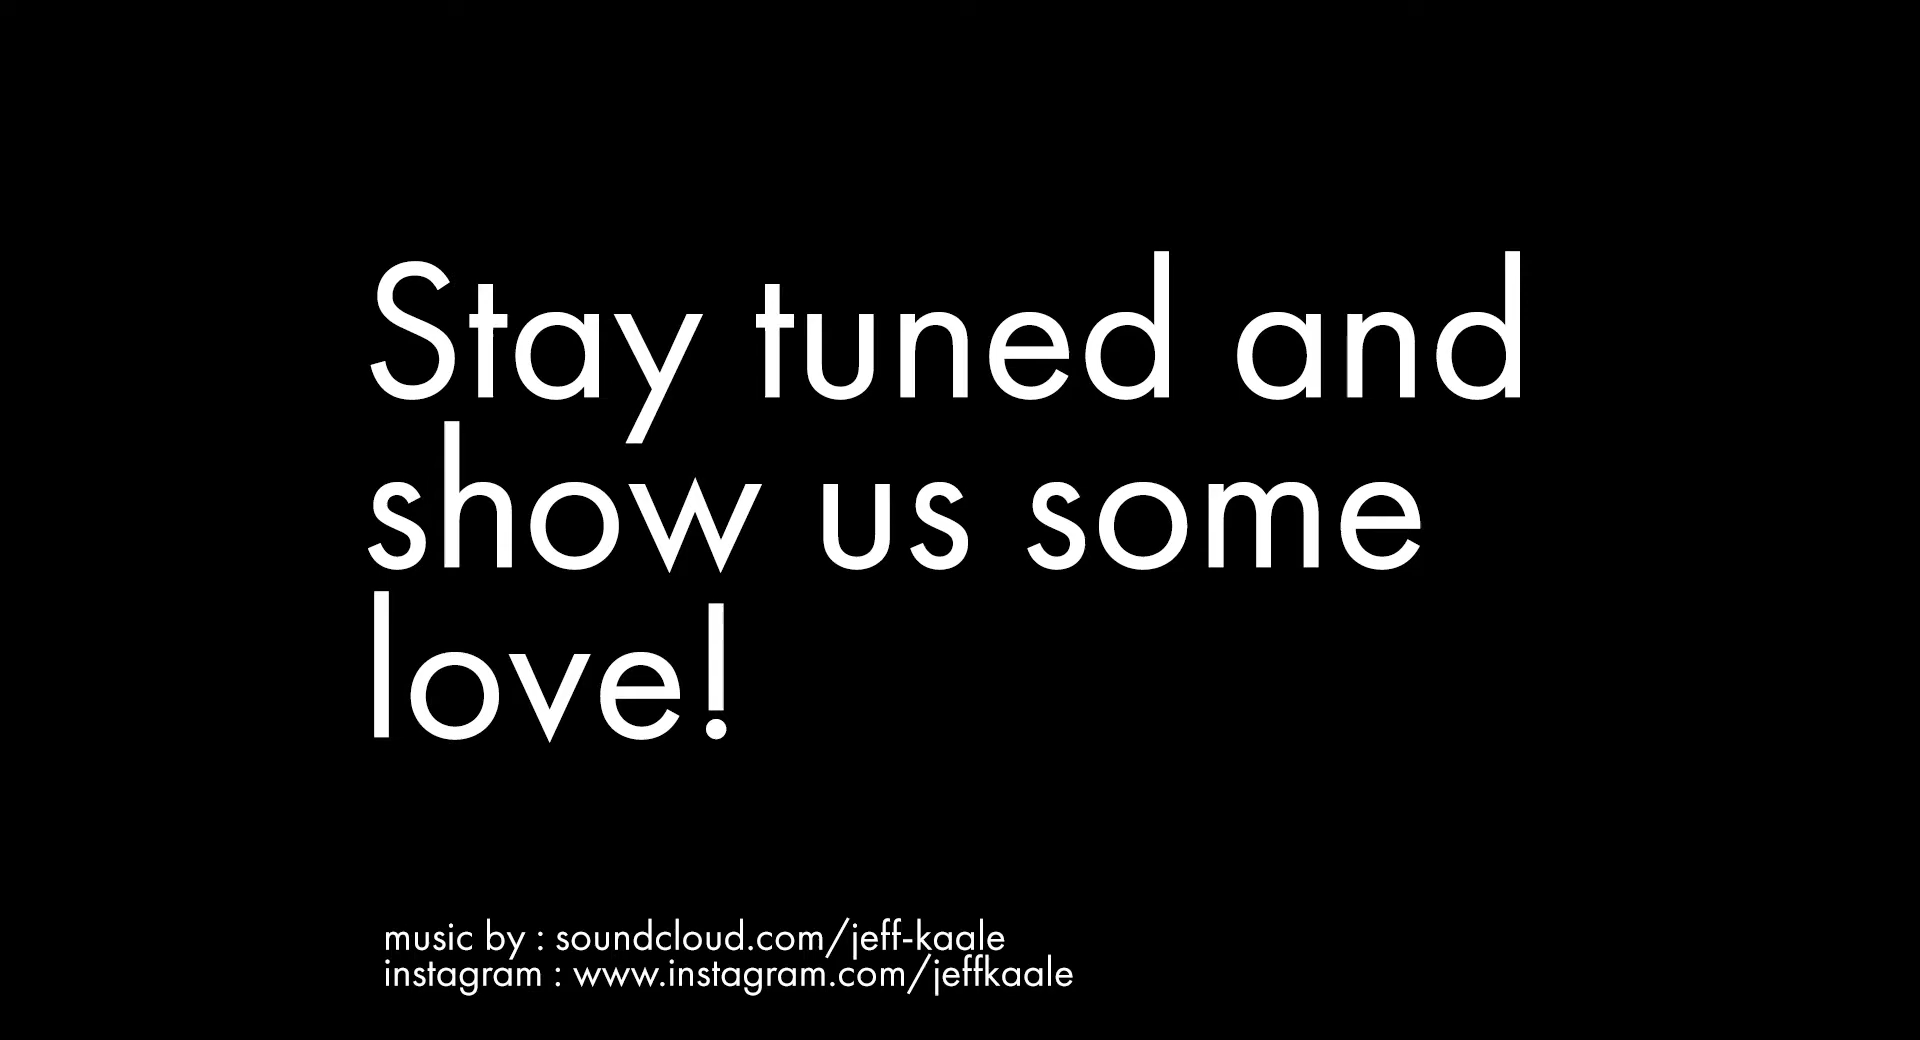 Stay tuned and
show us some
love!
music by : soundcloud.com/jeff-kaale
instagram : www.instagram.com/jeffkaale